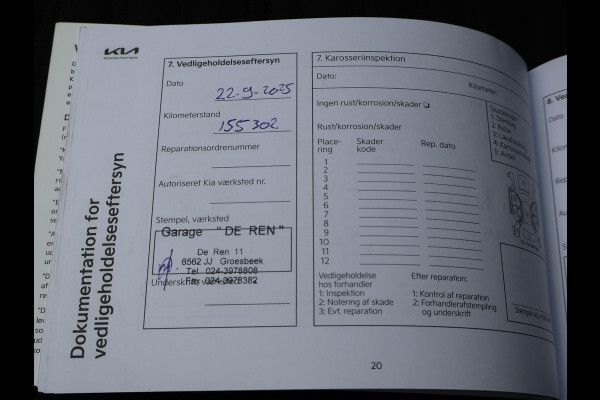 KIA
Dokumentation for
vedligeholdelseseftersyn
7. Vedligeholdelseseftersyn
Dato
22-9-2025
Kilometerstand
155302
Reparationsordrenummer
Autoriseret Kia værksted nr.
Stempel, værksted
Garage "DE REN"
De Ren 11
6562 JJ Groesbeek
Tel 024-3978808
Fax 024-3978382
7. Karosseriinspektion
Dato:
Kilometer:
Ingen rust/korrosion/skader
Rust/korrosion/skader
Place-
ring
Skader
kode
Rep. dato
1
2
3
4
5
6
7
8
9
10
11
12
Vedligeholdelse
hos forhandler
1: Inspektion
2: Notering af skade
3: Evt. reparation
Efter reparation:
1: Kontrol af reparation
2: Forhandlerafstempling
og underskrift
20